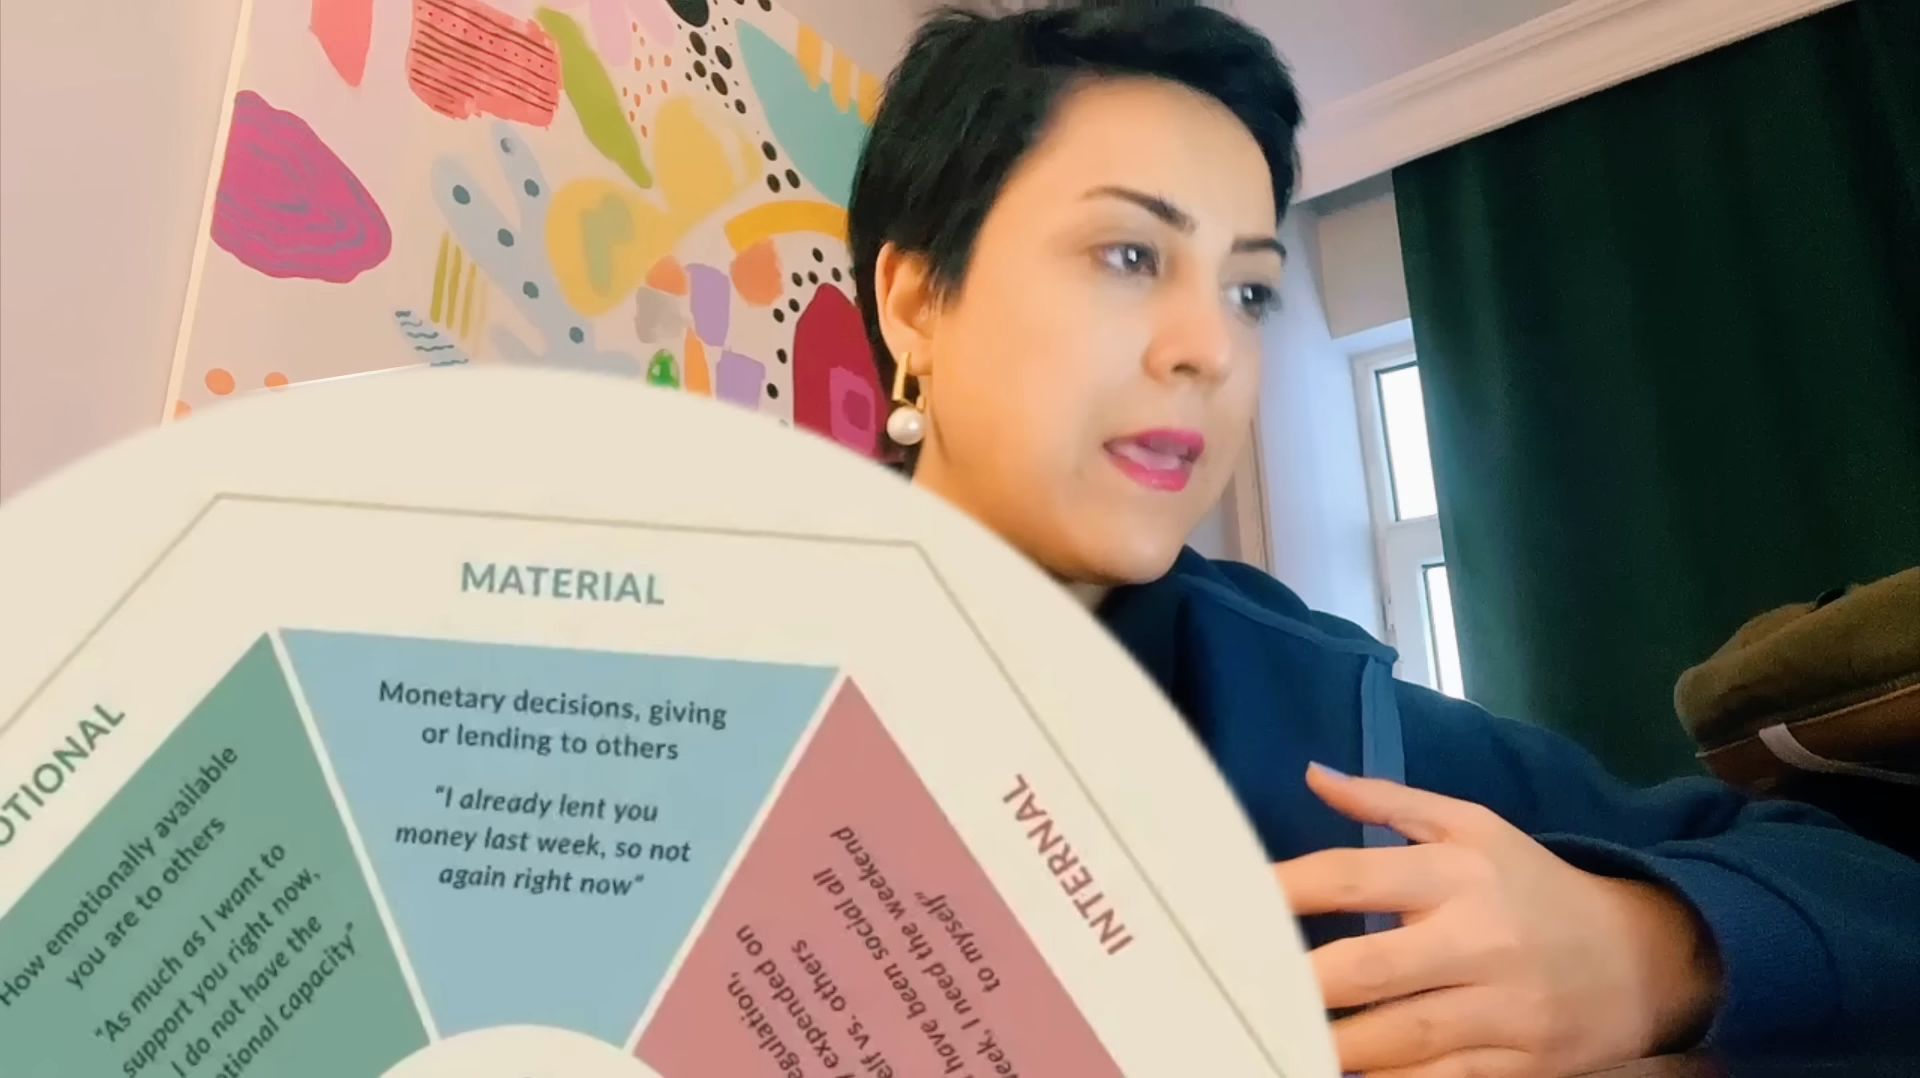 MATERIAL
Monetary decisions, giving
or lending to others
"I already lent you
money last week, so not
again right now"
How emotionally available
you are to others
"As much as I want to
support you right now,
I do not have the
capacity"
INTERNAL
expended on
vs. others
have been social all
I need the weekend
to myself"